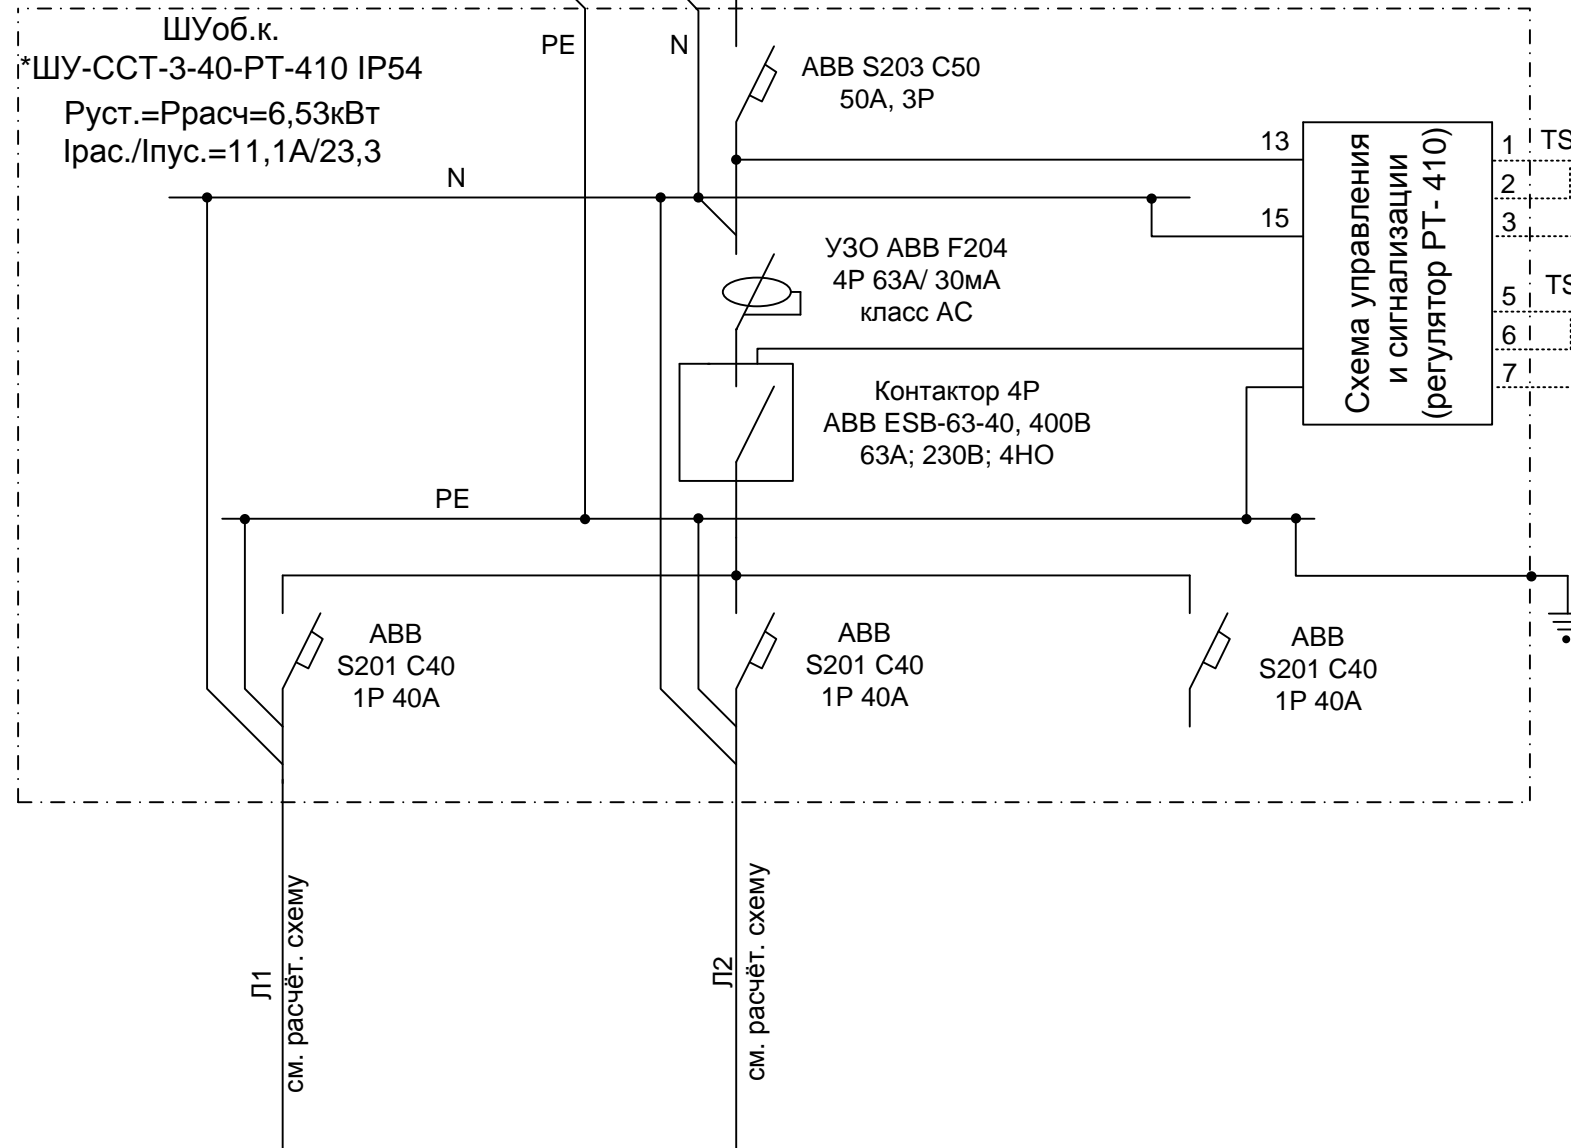 ШУоб.к.
*ШУ-ССТ-3-40-РТ-410 IP54
Руст.=Ррасч=6,53кВт
Iрас./Iпус.=11,1А/23,3
PE
N
ABB S203 C50
50A, 3P
N
13
15
Схема управления
и сигнализации
(регулятор РТ- 410)
1
TS
2
3
5
TS
6
7
УЗО ABB F204
4P 63A/ 30мА
класс AC
Контактор 4P
ABB ESB-63-40, 400В
63A; 230В; 4НО
PE
ABB
S201 C40
1P 40A
ABB
S201 C40
1P 40A
ABB
S201 C40
1P 40A
Л1
см. расчёт. схему
Л2
см. расчёт. схему